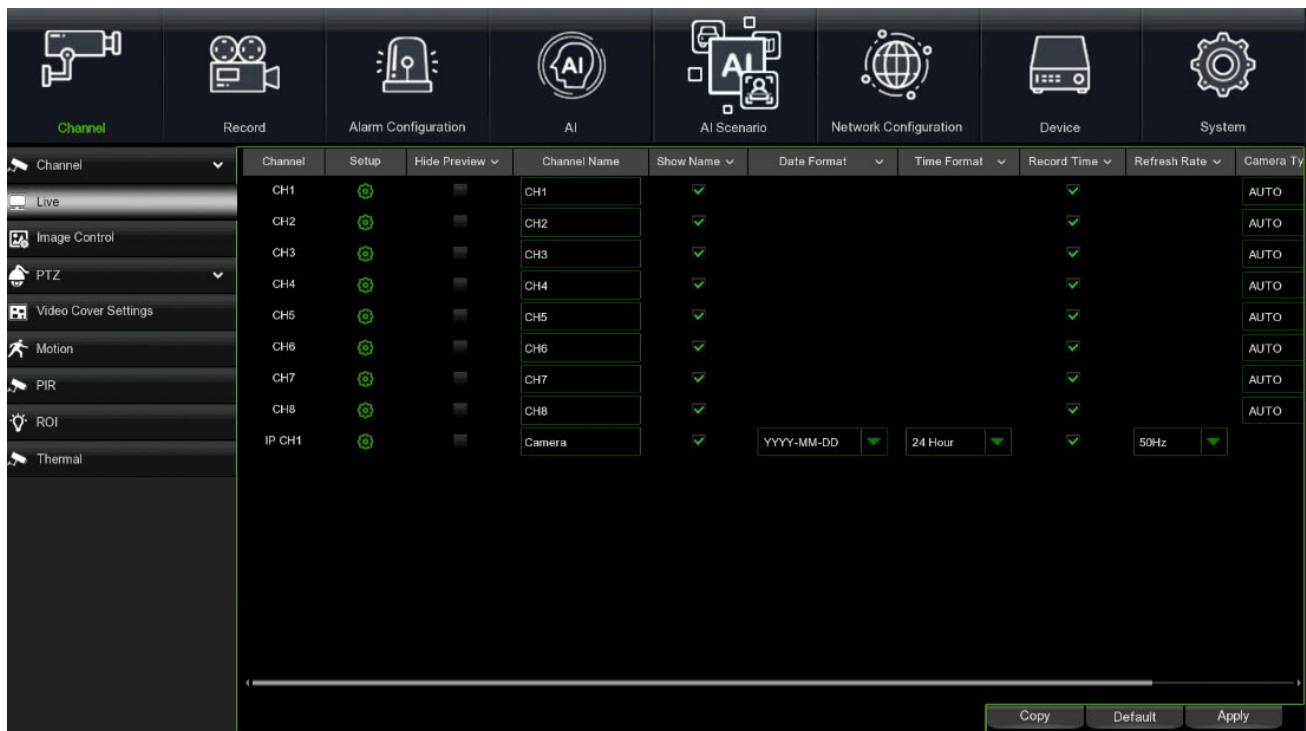 AI
AI
Channel Record Alarm Configuration AI AI Scenario Network Configuration Device System
Channel
Live
Image Control
PTZ
Video Cover Settings
Motion
PIR
ROI
Thermal
Channel Setup Hide Preview Channel Name Show Name Date Format Time Format Record Time Refresh Rate Camera Ty
CH1 CH1 AUTO
CH2 CH2 AUTO
CH3 CH3 AUTO
CH4 CH4 AUTO
CH5 CH5 AUTO
CH6 CH6 AUTO
CH7 CH7 AUTO
CH8 CH8 AUTO
IP CH1 Camera YYYY-MM-DD 24 Hour 50Hz
Copy Default Apply